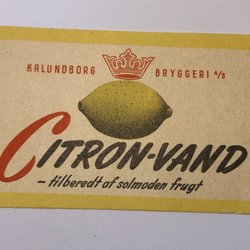 KALUNDBORG BRYGGERI A/S
CITRON-VAND
– tilberedt af solmoden frugt